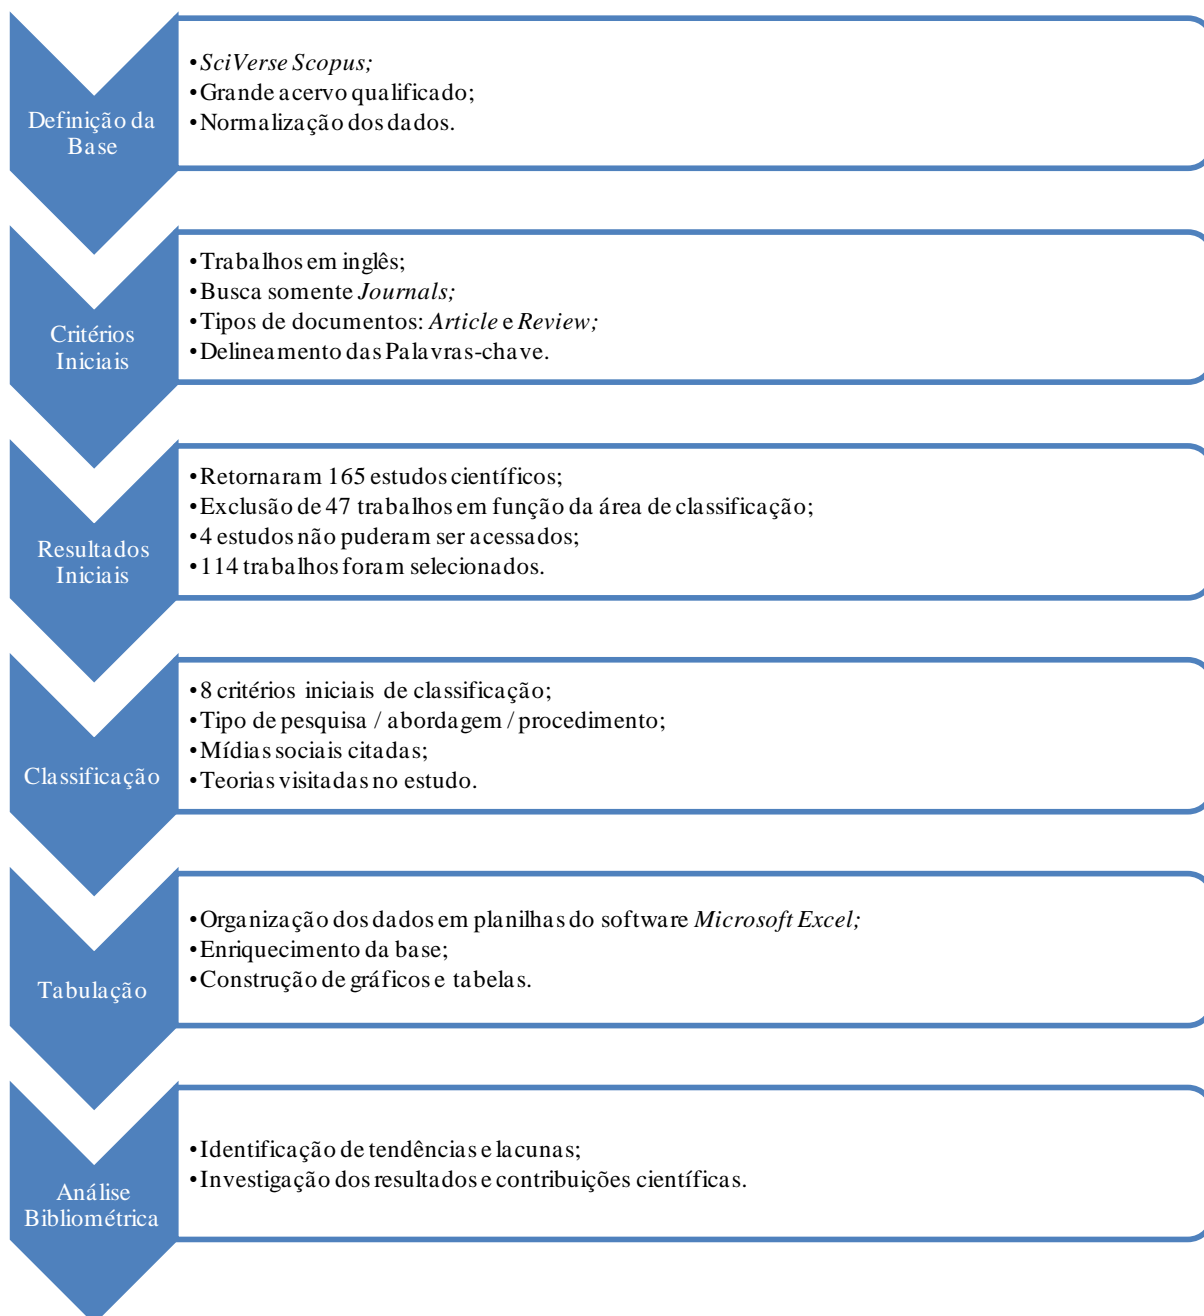 Definição da
Base
•SciVerse Scopus;
•Grande acervo qualificado;
•Normalização dos dados.
Critérios
Iniciais
•Trabalhos em inglês;
•Busca somente Journals;
•Tipos de documentos: Article e Review;
•Delineamento das Palavras-chave.
Resultados
Iniciais
•Retornaram 165 estudos científicos;
•Exclusão de 47 trabalhos em função da área de classificação;
•4 estudos não puderam ser acessados;
•114 trabalhos foram selecionados.
Classificação
•8 critérios iniciais de classificação;
•Tipo de pesquisa / abordagem / procedimento;
•Mídias sociais citadas;
•Teorias visitadas no estudo.
Tabulação
•Organização dos dados em planilhas do software Microsoft Excel;
•Enriquecimento da base;
•Construção de gráficos e tabelas.
Análise
Bibliométrica
•Identificação de tendências e lacunas;
•Investigação dos resultados e contribuições científicas.